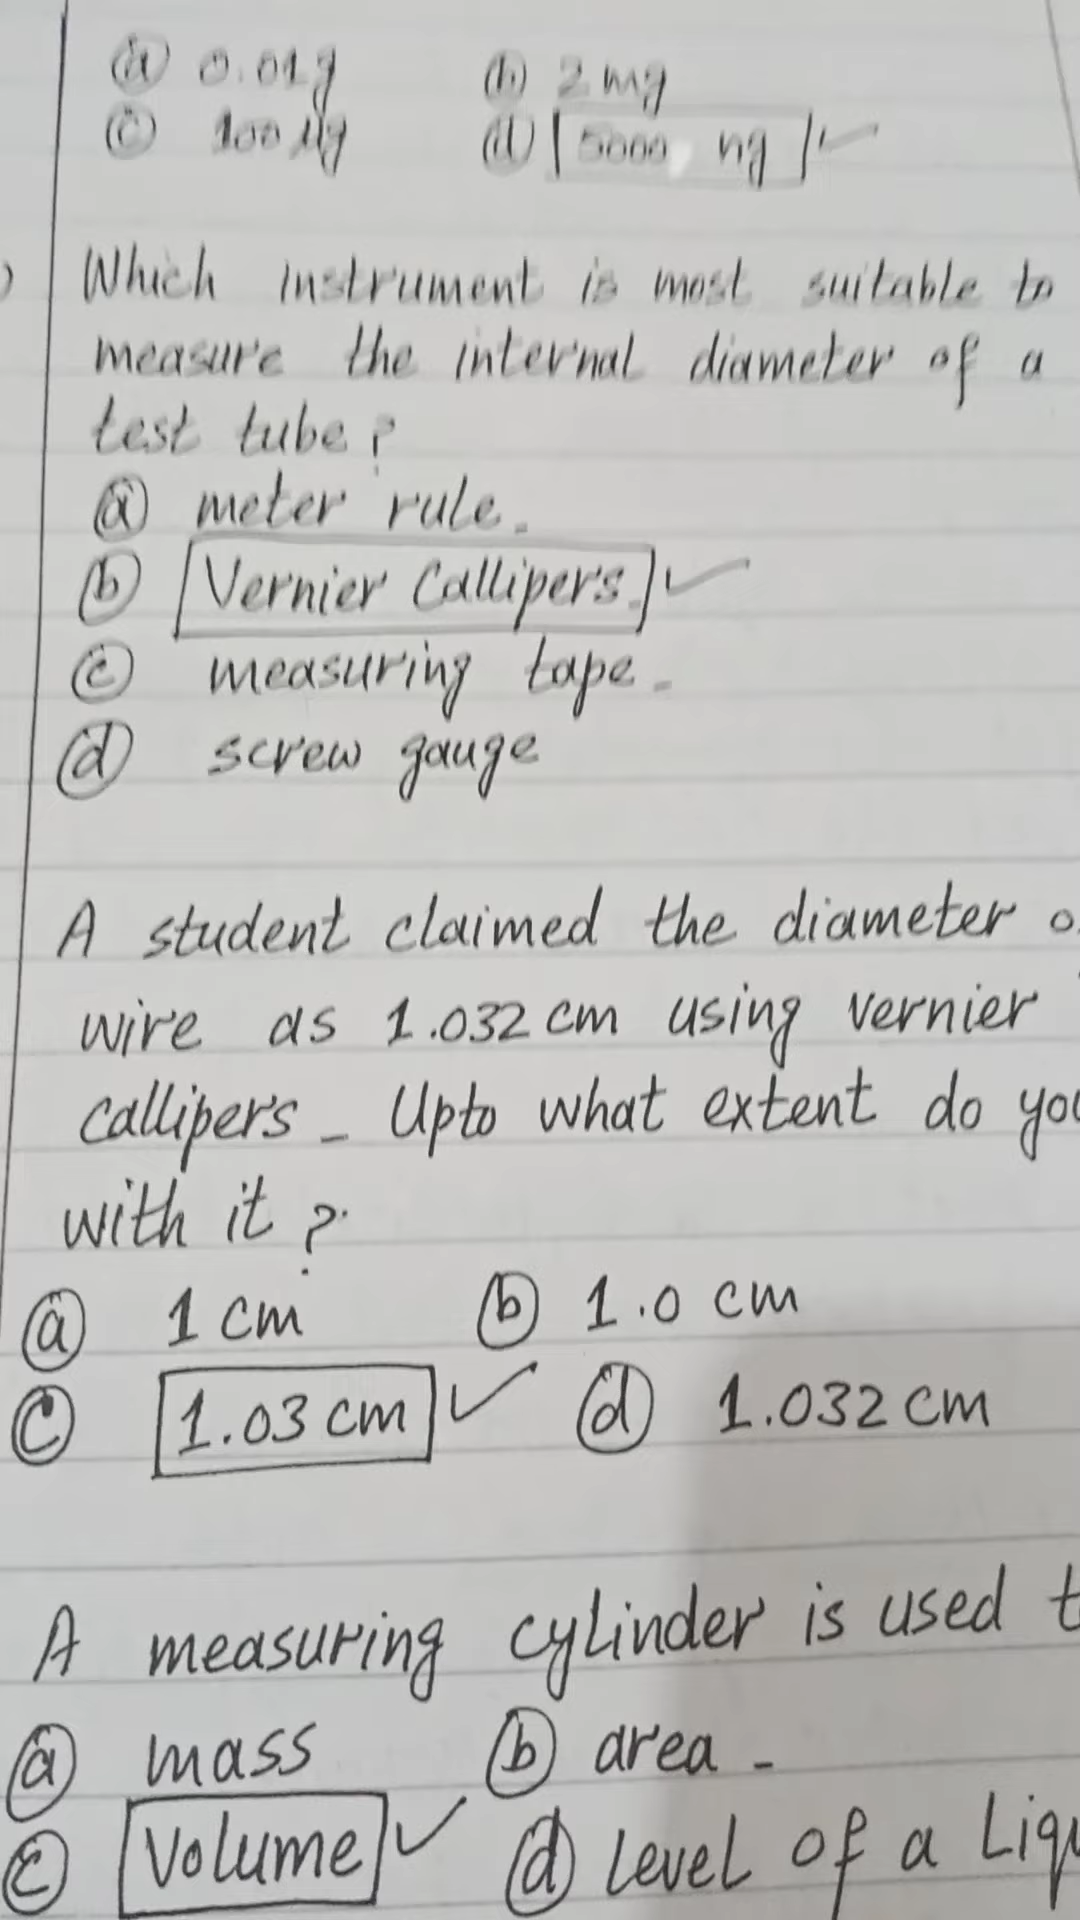 (a) 0.01g (b) 2 mg
(c) 100 μg (d) 5000 ng
Which instrument is most suitable to
measure the internal diameter of a
test tube?
(a) meter rule.
(b) Vernier Callipers.
(c) measuring tape.
(d) screw gauge
A student claimed the diameter o
wire as 1.032 cm using vernier
callipers_ Upto what extent do you
with it?
(a) 1 cm (b) 1.0 cm
(c) 1.03 cm (d) 1.032 cm
A measuring cylinder is used t
(a) mass (b) area -
(c) Volume (d) Level of a Liqu